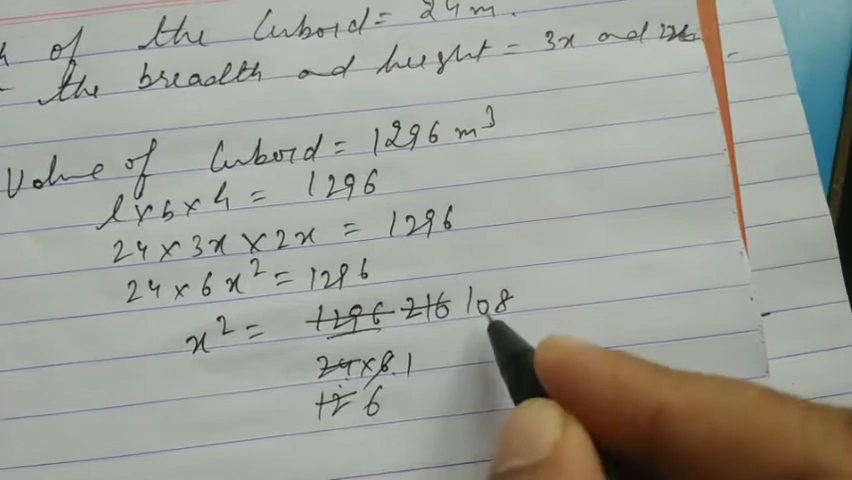 of the Cuboid = 24 m.
the breadth and height = 3x and 2x
Volume of Cuboid = 1296 m³
l × b × h = 1296
24 × 3x × 2x = 1296
24 × 6x² = 1296
x² = 1296 216 108
24 × 6 1
12 6